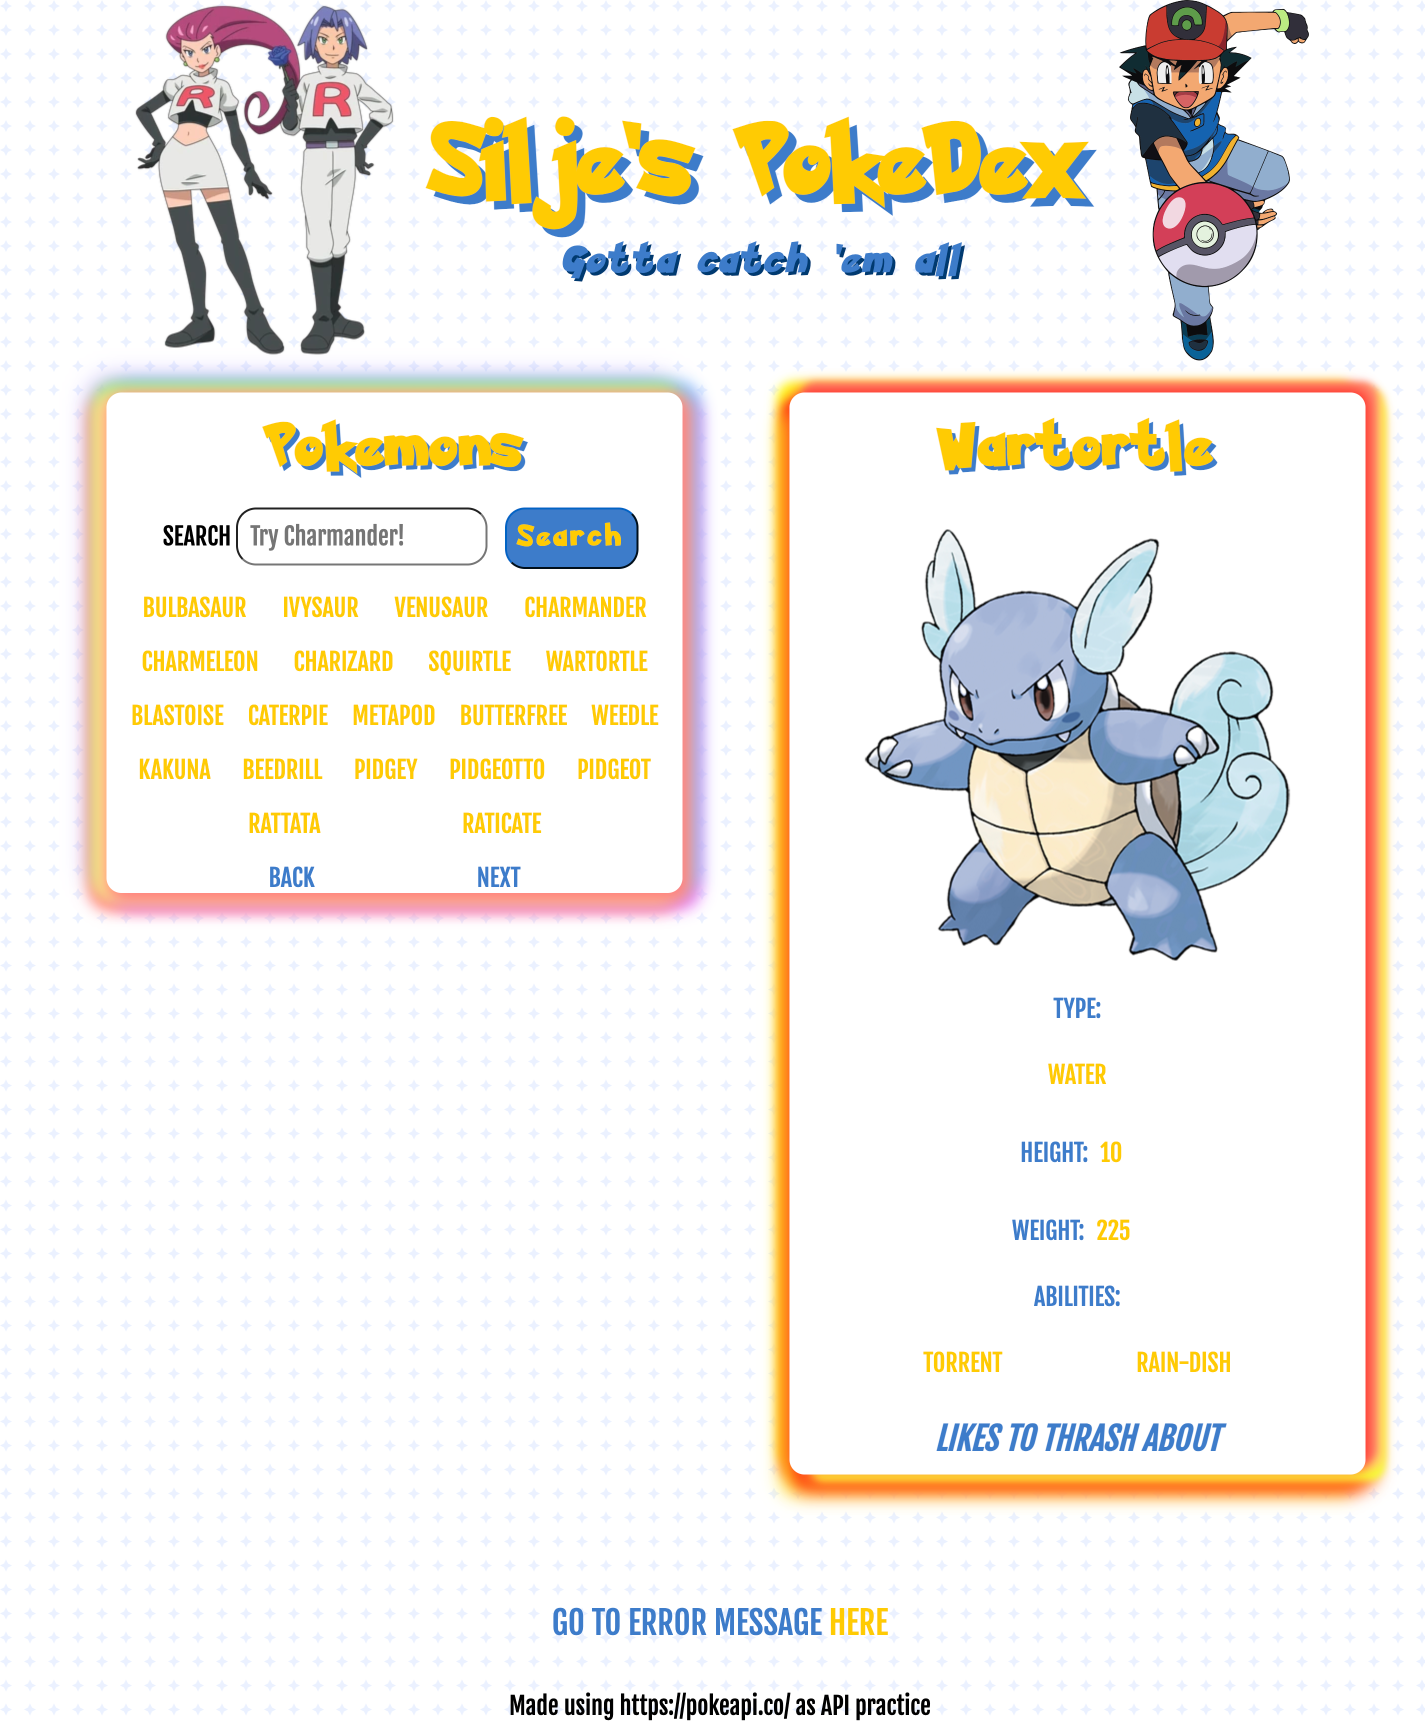 R R
Silje's PokeDex
Gotta catch 'em all
Pokemons
SEARCH Try Charmander! Search
BULBASAUR IVYSAUR VENUSAUR CHARMANDER
CHARMELEON CHARIZARD SQUIRTLE WARTORTLE
BLASTOISE CATERPIE METAPOD BUTTERFREE WEEDLE
KAKUNA BEEDRILL PIDGEY PIDGEOTTO PIDGEOT
RATTATA RATICATE
BACK NEXT
Wartortle
TYPE:
WATER
HEIGHT: 10
WEIGHT: 225
ABILITIES:
TORRENT RAIN-DISH
LIKES TO THRASH ABOUT
GO TO ERROR MESSAGE HERE
Made using https://pokeapi.co/ as API practice